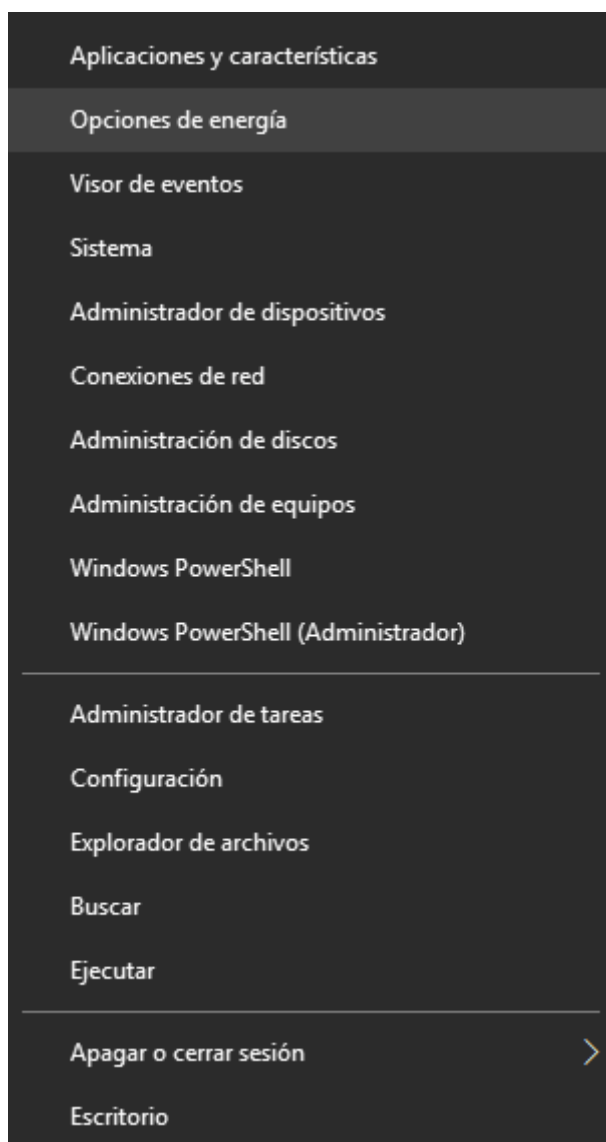 Aplicaciones y características
Opciones de energía
Visor de eventos
Sistema
Administrador de dispositivos
Conexiones de red
Administración de discos
Administración de equipos
Windows PowerShell
Windows PowerShell (Administrador)
Administrador de tareas
Configuración
Explorador de archivos
Buscar
Ejecutar
Apagar o cerrar sesión
Escritorio